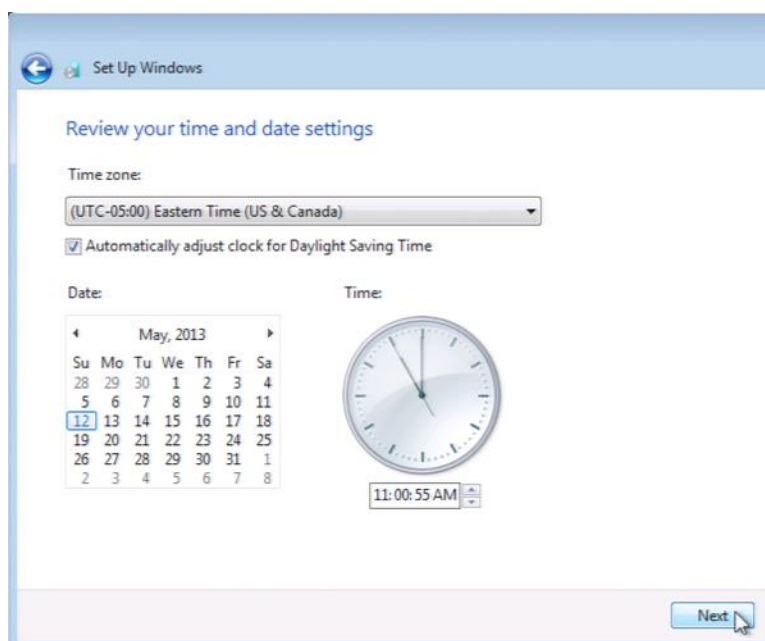 Set Up Windows
Review your time and date settings
Time zone:
(UTC-05:00) Eastern Time (US & Canada)
Automatically adjust clock for Daylight Saving Time
Date:
Time:
May, 2013
Su Mo Tu We Th Fr Sa
28 29 30 1 2 3 4
5 6 7 8 9 10 11
12 13 14 15 16 17 18
19 20 21 22 23 24 25
26 27 28 29 30 31 1
2 3 4 5 6 7 8
11:00:55 AM
Next